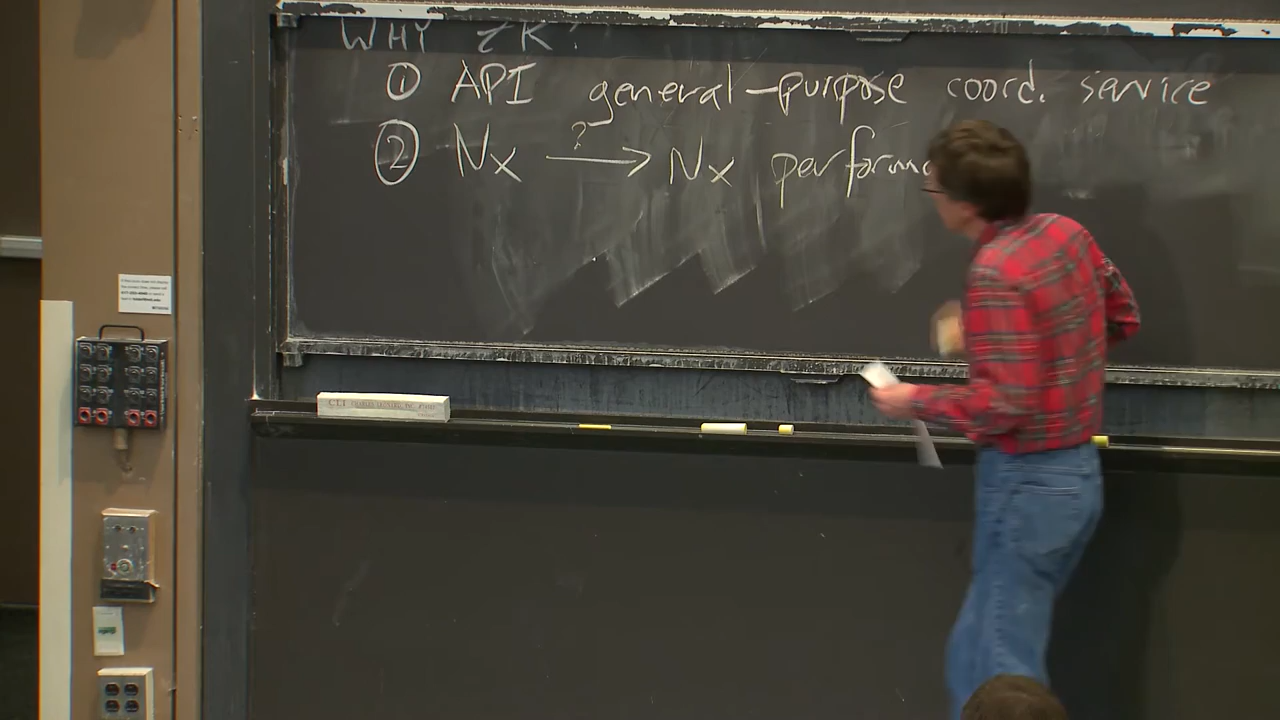 WHY ZK?
① API general-purpose coord. service
② Nx ? → Nx performa